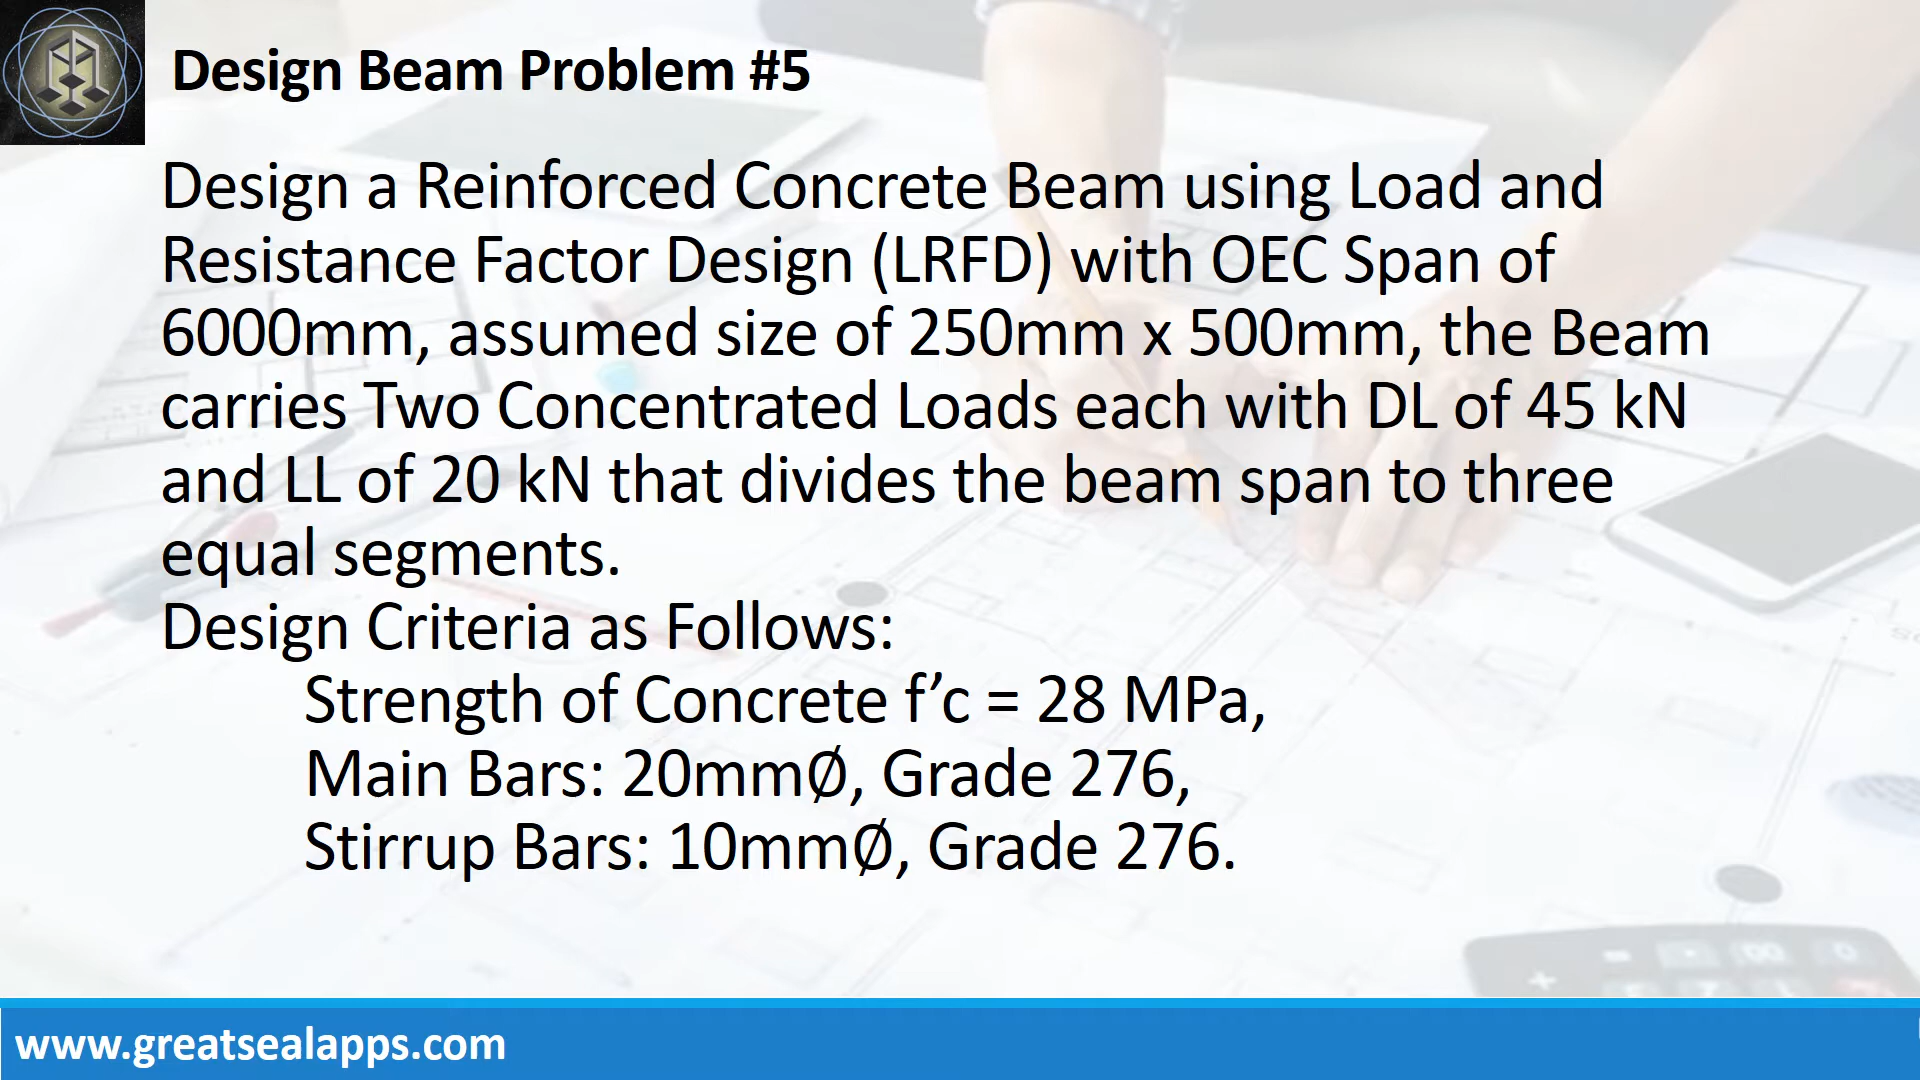 Design Beam Problem #5
Design a Reinforced Concrete Beam using Load and
Resistance Factor Design (LRFD) with OEC Span of
6000mm, assumed size of 250mm x 500mm, the Beam
carries Two Concentrated Loads each with DL of 45 kN
and LL of 20 kN that divides the beam span to three
equal segments.
Design Criteria as Follows:
Strength of Concrete f’c = 28 MPa,
Main Bars: 20mmØ, Grade 276,
Stirrup Bars: 10mmØ, Grade 276.
www.greatsealapps.com